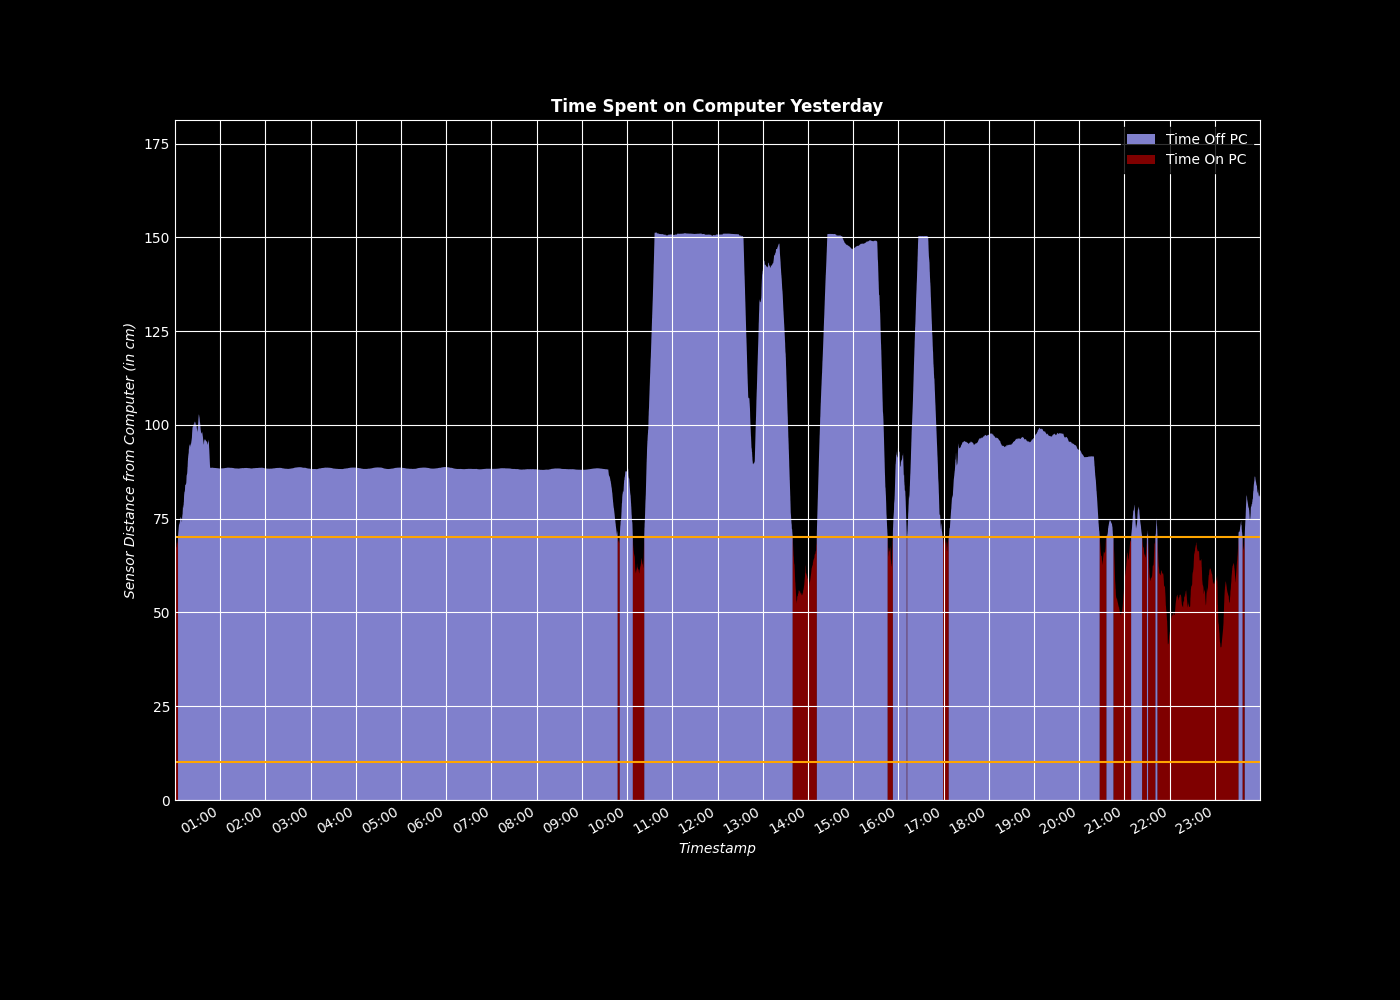 Time Spent on Computer Yesterday
Time Off PC
Time On PC
175
150
125
100
75
50
25
0
Sensor Distance from Computer (in cm)
01:00 02:00 03:00 04:00 05:00 06:00 07:00 08:00 09:00 10:00 11:00 12:00 13:00 14:00 15:00 16:00 17:00 18:00 19:00 20:00 21:00 22:00 23:00
Timestamp